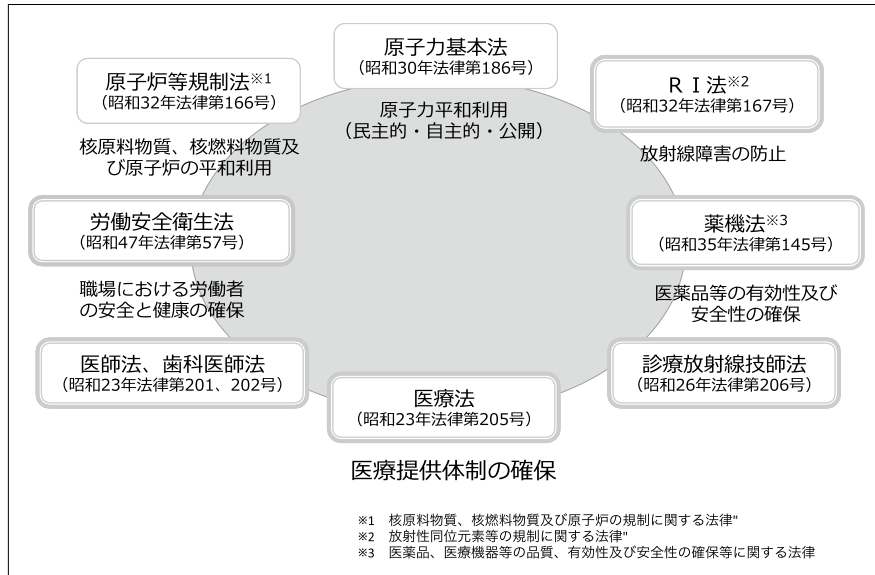 原子力基本法
(昭和30年法律第186号)
原子炉等規制法※1
(昭和32年法律第166号)
ＲＩ法※2
(昭和32年法律第167号)
原子力平和利用
(民主的・自主的・公開)
核原料物質、核燃料物質及
び原子炉の平和利用
放射線障害の防止
労働安全衛生法
(昭和47年法律第57号)
薬機法※3
(昭和35年法律第145号)
職場における労働者
の安全と健康の確保
医薬品等の有効性及び
安全性の確保
医師法、歯科医師法
(昭和23年法律第201、202号)
診療放射線技師法
(昭和26年法律第206号)
医療法
(昭和23年法律第205号)
医療提供体制の確保
※1 核原料物質、核燃料物質及び原子炉の規制に関する法律"
※2 放射性同位元素等の規制に関する法律"
※3 医薬品、医療機器等の品質、有効性及び安全性の確保等に関する法律